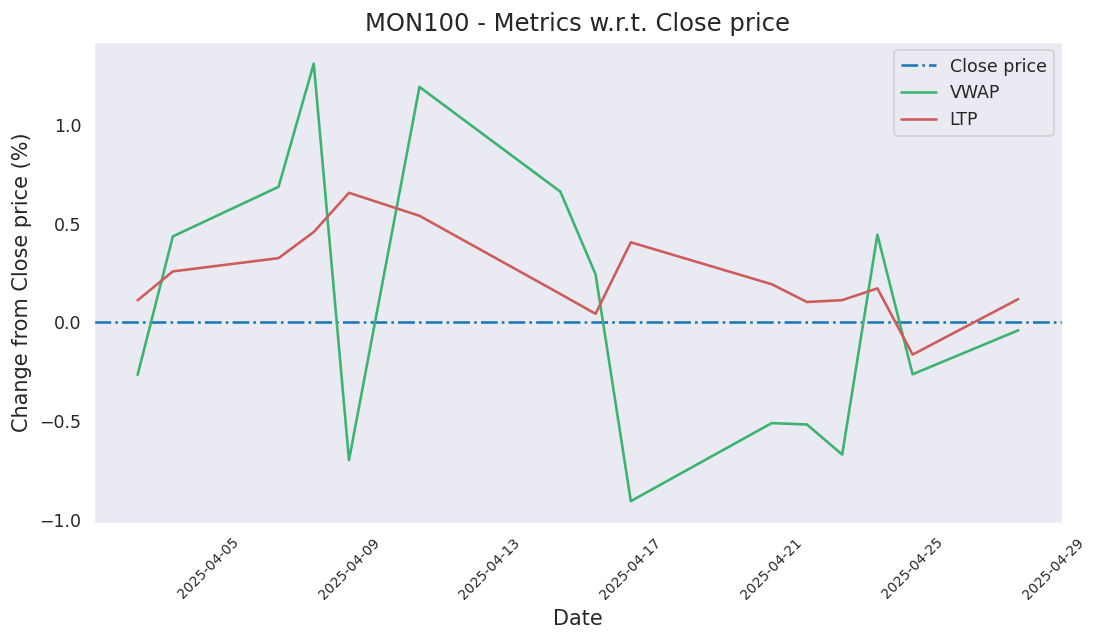 MON100 - Metrics w.r.t. Close price
Close price
VWAP
LTP
Change from Close price (%)
1.0
0.5
0.0
−0.5
−1.0
2025-04-05
2025-04-09
2025-04-13
2025-04-17
2025-04-21
2025-04-25
2025-04-29
Date